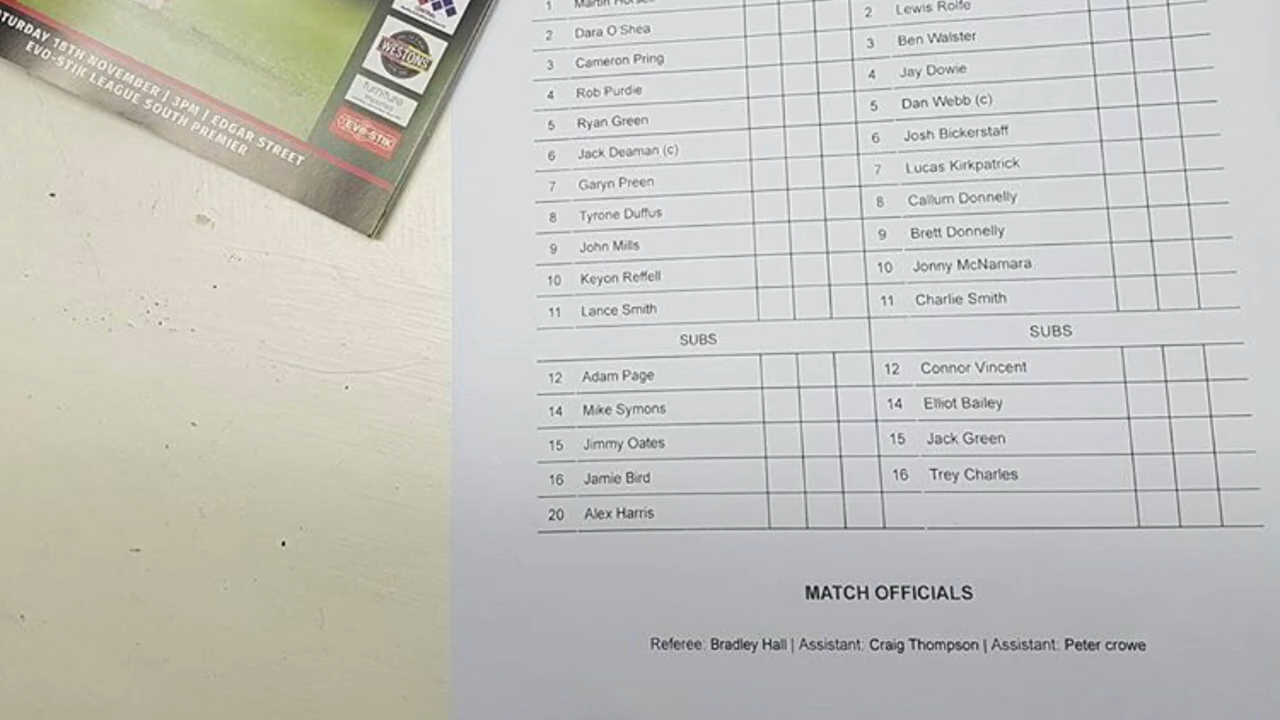 SATURDAY 18TH NOVEMBER | 3PM | EDGAR STREET
EVO-STIK LEAGUE SOUTH PREMIER
WESTONS
furniture
EVO-STIK
1 Martin
2 Dara O Shea
3 Cameron Pring
4 Rob Purdie
5 Ryan Green
6 Jack Deaman (c)
7 Garyn Preen
8 Tyrone Duffus
9 John Mills
10 Keyon Reffell
11 Lance Smith
SUBS
12 Adam Page
14 Mike Symons
15 Jimmy Oates
16 Jamie Bird
20 Alex Harris
2 Lewis Rolfe
3 Ben Walster
4 Jay Dowie
5 Dan Webb (c)
6 Josh Bickerstaff
7 Lucas Kirkpatrick
8 Callum Donnelly
9 Brett Donnelly
10 Jonny McNamara
11 Charlie Smith
SUBS
12 Connor Vincent
14 Elliot Bailey
15 Jack Green
16 Trey Charles
MATCH OFFICIALS
Referee: Bradley Hall | Assistant: Craig Thompson | Assistant: Peter crowe